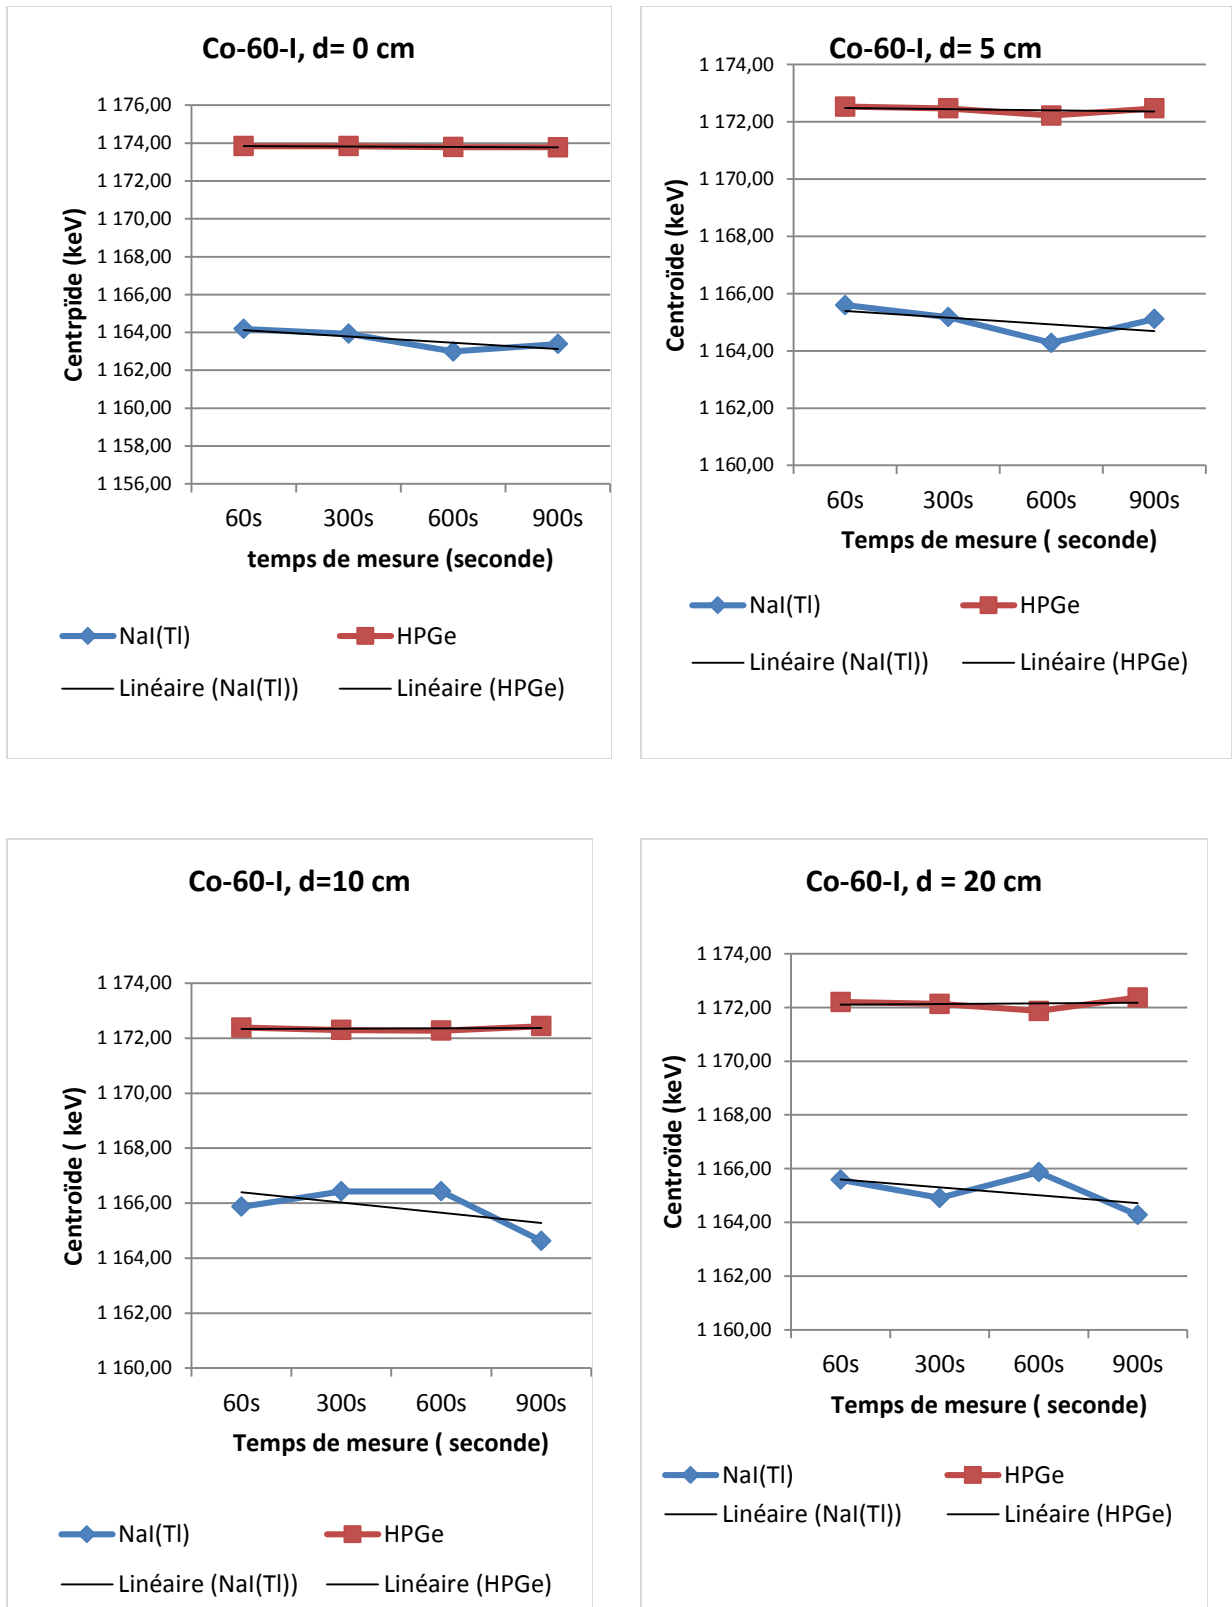 Co-60-I, d= 0 cm
1 176,00
1 174,00
1 172,00
1 170,00
1 168,00
1 166,00
1 164,00
1 162,00
1 160,00
1 158,00
1 156,00
Centrpïde (keV)
60s 300s 600s 900s
temps de mesure (seconde)
NaI(Tl) HPGe
Linéaire (NaI(Tl)) Linéaire (HPGe)
Co-60-I, d= 5 cm
1 174,00
1 172,00
1 170,00
1 168,00
1 166,00
1 164,00
1 162,00
1 160,00
Centroïde (keV)
60s 300s 600s 900s
Temps de mesure ( seconde)
NaI(Tl) HPGe
Linéaire (NaI(Tl)) Linéaire (HPGe)
Co-60-I, d=10 cm
1 174,00
1 172,00
1 170,00
1 168,00
1 166,00
1 164,00
1 162,00
1 160,00
Centroïde ( keV)
60s 300s 600s 900s
Temps de mesure ( seconde)
NaI(Tl) HPGe
Linéaire (NaI(Tl)) Linéaire (HPGe)
Co-60-I, d = 20 cm
1 174,00
1 172,00
1 170,00
1 168,00
1 166,00
1 164,00
1 162,00
1 160,00
Centroïde (keV)
60s 300s 600s 900s
Temps de mesure ( seconde)
NaI(Tl) HPGe
Linéaire (NaI(Tl)) Linéaire (HPGe)